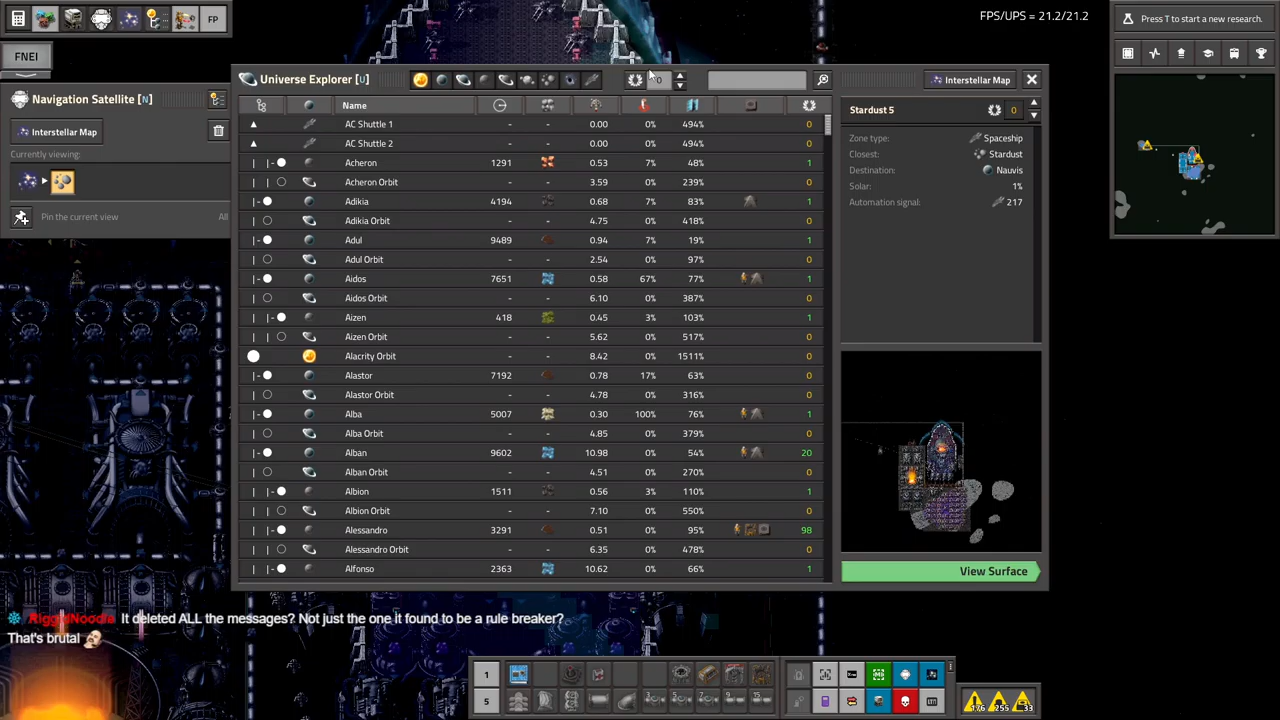 FP
FPS/UPS = 21.2/21.2
Press T to start a new research.
FNEI
Universe Explorer [U]
0
Interstellar Map
Navigation Satellite [N]
Interstellar Map
Currently viewing:
Pin the current view
All
Name
AC Shuttle 1 - - 0.00 0% 494% 0
AC Shuttle 2 - - 0.00 0% 494% 0
Acheron 1291 0.53 7% 48% 1
Acheron Orbit - - 3.59 0% 239% 0
Adikia 4194 0.68 7% 83% 1
Adikia Orbit - - 4.75 0% 418% 0
Adul 9489 0.94 7% 19% 1
Adul Orbit - - 2.54 0% 97% 0
Aidos 7651 0.58 67% 77% 1
Aidos Orbit - - 6.10 0% 387% 0
Aizen 418 0.45 3% 103% 1
Aizen Orbit - - 5.62 0% 517% 0
Alacrity Orbit - - 8.42 0% 1511% 0
Alastor 7192 0.78 17% 63% 1
Alastor Orbit - - 4.78 0% 316% 0
Alba 5007 0.30 100% 76% 1
Alba Orbit - - 4.85 0% 379% 0
Alban 9602 10.98 0% 54% 20
Alban Orbit - - 4.51 0% 270% 0
Albion 1511 0.56 3% 110% 1
Albion Orbit - - 7.10 0% 550% 0
Alessandro 3291 0.51 0% 95% 98
Alessandro Orbit - - 6.35 0% 478% 0
Alfonso 2363 10.62 0% 66% 1
Stardust 5
0
Zone type: Spaceship
Closest: Stardust
Destination: Nauvis
Solar: 1%
Automation signal: 217
View Surface
RiggidNoodle It deleted ALL the messages? Not just the one it found to be a rule breaker?
That's brutal
1
5
176 255 33